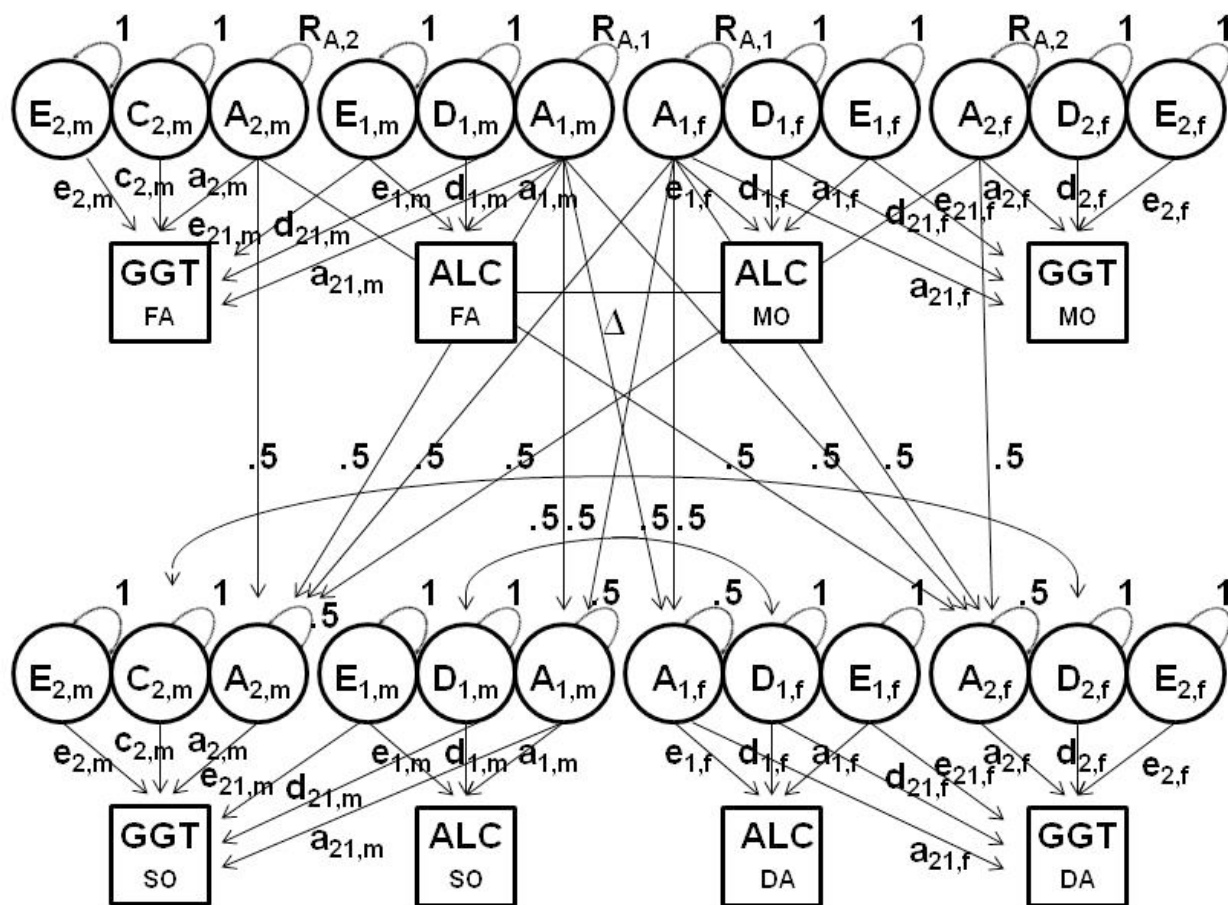 1 1 R_A,2 1 1 R_A,1 R_A,1 1 1 R_A,2 1 1
E_2,m C_2,m A_2,m E_1,m D_1,m A_1,m A_1,f D_1,f E_1,f A_2,f D_2,f E_2,f
e_2,m c_2,m a_2,m e_1,m d_1,m a_1,m e_1,f d_1,f a_1,f e_21,f a_2,f d_2,f e_2,f
e_21,m d_21,m d_21,f
GGT ALC ALC GGT
a_21,m a_21,f
FA FA MO MO
Δ
.5 .5 .5 .5 .5 .5 .5 .5
.5 .5 .5 .5
1 1 .5 1 1 .5 .5 1 1 .5 1 1
E_2,m C_2,m A_2,m E_1,m D_1,m A_1,m A_1,f D_1,f E_1,f A_2,f D_2,f E_2,f
e_2,m c_2,m a_2,m e_1,m d_1,m a_1,m e_1,f d_1,f a_1,f e_21,f a_2,f d_2,f e_2,f
e_21,m d_21,m d_21,f
GGT ALC ALC GGT
a_21,m a_21,f
SO SO DA DA